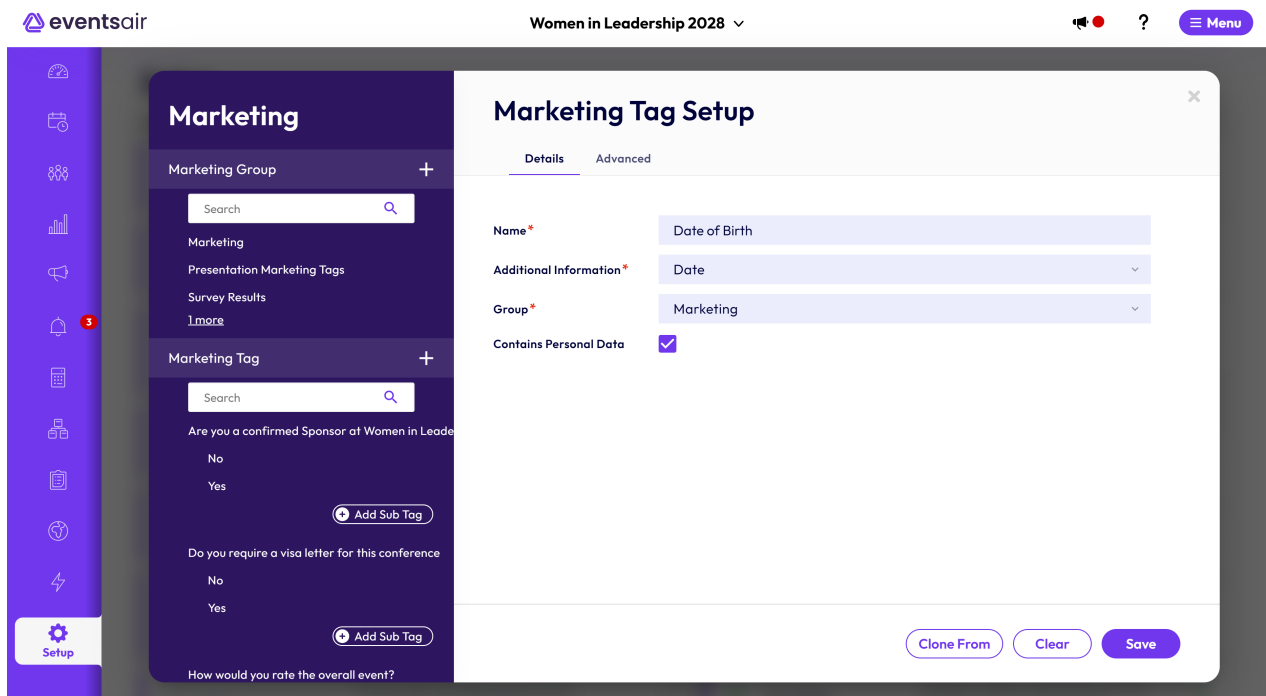 eventsair
Women in Leadership 2028
?
Menu
Marketing
Marketing Group
Search
Marketing
Presentation Marketing Tags
Survey Results
1 more
Marketing Tag
Search
Are you a confirmed Sponsor at Women in Leade
No
Yes
Add Sub Tag
Do you require a visa letter for this conference
No
Yes
Add Sub Tag
How would you rate the overall event?
3
Setup
Marketing Tag Setup
Details Advanced
Name* Date of Birth
Additional Information* Date
Group* Marketing
Contains Personal Data
Clone From Clear Save